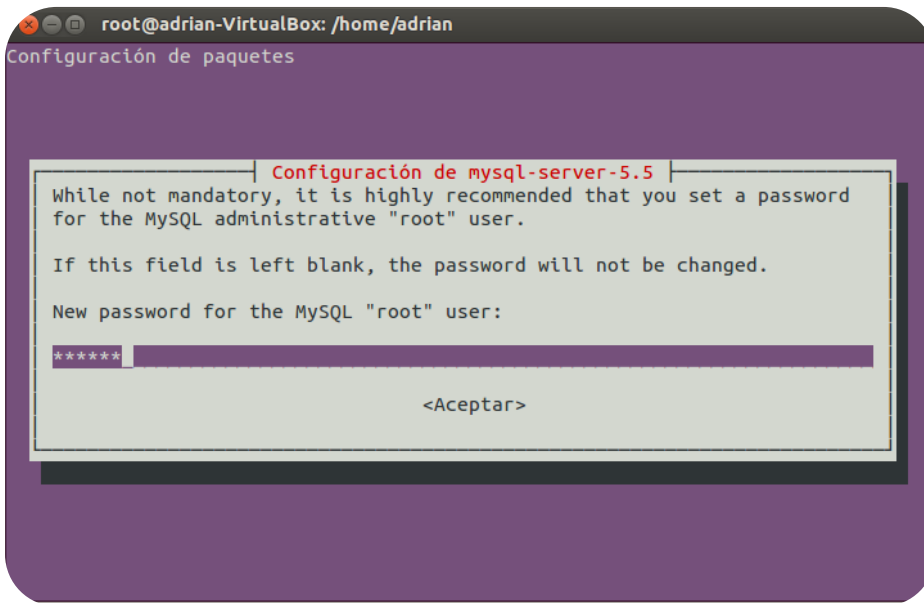 root@adrian-VirtualBox: /home/adrian
Configuración de paquetes
Configuración de mysql-server-5.5
While not mandatory, it is highly recommended that you set a password
for the MySQL administrative "root" user.
If this field is left blank, the password will not be changed.
New password for the MySQL "root" user:
******_
<Aceptar>